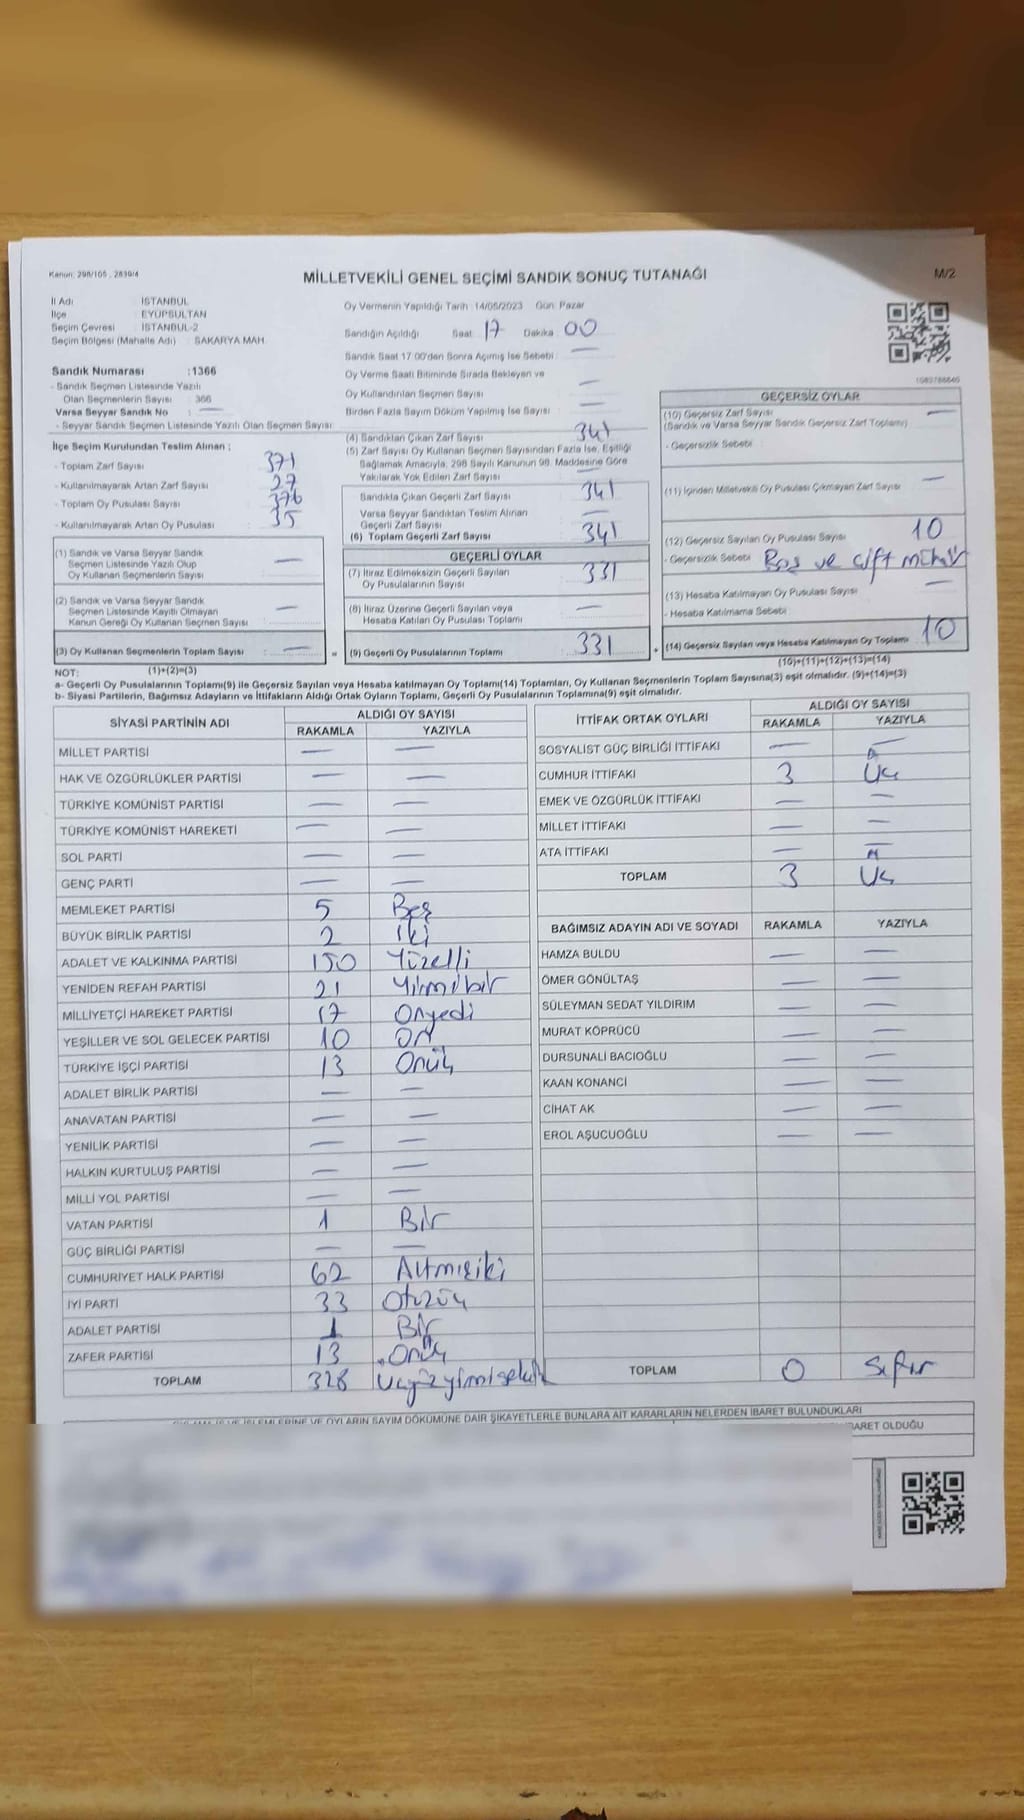 Kanun: 298/105 , 2839/4
MİLLETVEKİLİ GENEL SEÇİMİ SANDIK SONUÇ TUTANAĞI
M/2
İl Adı İSTANBUL
İlçe EYÜPSULTAN
Seçim Çevresi İSTANBUL-2
Seçim Bölgesi (Mahalle Adı) : SAKARYA MAH.
Oy Vermenin Yapıldığı Tarih : 14/05/2023 Gün: Pazar
Sandığın Açıldığı Saat: 17 Dakika: 00
Sandık Saat 17:00'den Sonra Açımış İse Sebebi : —
Oy Verme Saati Bitiminde Sırada Bekleyen ve
Oy Kullandırılan Seçmen Sayısı —
Birden Fazla Sayım Döküm Yapılmış İse Sayısı : —
Sandık Numarası :1366
- Sandık Seçmen Listesinde Yazılı
Olan Seçmenlerin Sayısı : 366
Varsa Seyyar Sandık No : —
- Seyyar Sandık Seçmen Listesinde Yazılı Olan Seçmen Sayısı:
İlçe Seçim Kurulundan Teslim Alınan ;
- Toplam Zarf Sayısı : 371
- Kullanılmayarak Artan Zarf Sayısı : 27
- Toplam Oy Pusulası Sayısı : 376
- Kullanılmayarak Artan Oy Pusulası : 35
(1) Sandık ve Varsa Seyyar Sandık
Seçmen Listesinde Yazılı Olup
Oy Kullanan Seçmenlerin Sayısı : —
(2) Sandık ve Varsa Seyyar Sandık
Seçmen Listesinde Kayıtlı Olmayan
Kanun Gereği Oy Kullanan Seçmen Sayısı : —
(3) Oy Kullanan Seçmenlerin Toplam Sayısı : —
(1)+(2)=(3)
(4) Sandıktan Çıkan Zarf Sayısı : 341
(5) Zarf Sayısı Oy Kullanan Seçmen Sayısından Fazla İse, Eşitliği
Sağlamak Amacıyla, 298 Sayılı Kanunun 98. Maddesine Göre
Yakılarak Yok Edilen Zarf Sayısı : —
Sandıkta Çıkan Geçerli Zarf Sayısı : 341
Varsa Seyyar Sandıktan Teslim Alınan
Geçerli Zarf Sayısı : —
(6) Toplam Geçerli Zarf Sayısı : 341
GEÇERLİ OYLAR
(7) İtiraz Edilmeksizin Geçerli Sayılan
Oy Pusulalarının Sayısı : 331
(8) İtiraz Üzerine Geçerli Sayılan veya
Hesaba Katılan Oy Pusulası Toplamı : —
(9) Geçerli Oy Pusulalarının Toplamı : 331
GEÇERSİZ OYLAR
(10) Geçersiz Zarf Sayısı : —
(Sandık ve Varsa Seyyar Sandık Geçersiz Zarf Toplamı)
- Geçersizlik Sebebi :
(11) İçinden Milletvekili Oy Pusulası Çıkmayan Zarf Sayısı : —
(12) Geçersiz Sayılan Oy Pusulası Sayısı : 10
- Geçersizlik Sebebi : Boş ve çift mühür
(13) Hesaba Katılmayan Oy Pusulası Sayısı : —
- Hesaba Katılmama Sebebi :
(14) Geçersiz Sayılan veya Hesaba Katılmayan Oy Toplamı : 10
(10)+(11)+(12)+(13)=(14)
NOT:
a- Geçerli Oy Pusulalarının Toplamı(9) ile Geçersiz Sayılan veya Hesaba katılmayan Oy Toplamı(14) Toplamları, Oy Kullanan Seçmenlerin Toplam Sayısına(3) eşit olmalıdır. (9)+(14)=(3)
b- Siyasi Partilerin, Bağımsız Adayların ve İttifakların Aldığı Ortak Oyların Toplamı, Geçerli Oy Pusulalarının Toplamına(9) eşit olmalıdır.
SİYASİ PARTİNİN ADI ALDIĞI OY SAYISI
RAKAMLA YAZIYLA
MİLLET PARTİSİ — —
HAK VE ÖZGÜRLÜKLER PARTİSİ — —
TÜRKİYE KOMÜNİST PARTİSİ — —
TÜRKİYE KOMÜNİST HAREKETİ — —
SOL PARTİ — —
GENÇ PARTİ — —
MEMLEKET PARTİSİ 5 Beş
BÜYÜK BİRLİK PARTİSİ 2 İki
ADALET VE KALKINMA PARTİSİ 150 Yüzelli
YENİDEN REFAH PARTİSİ 21 Yirmibir
MİLLİYETÇİ HAREKET PARTİSİ 17 Onyedi
YEŞİLLER VE SOL GELECEK PARTİSİ 10 On
TÜRKİYE İŞÇİ PARTİSİ 13 Onüç
ADALET BİRLİK PARTİSİ — —
ANAVATAN PARTİSİ — —
YENİLİK PARTİSİ — —
HALKIN KURTULUŞ PARTİSİ — —
MİLLİ YOL PARTİSİ — —
VATAN PARTİSİ 1 Bir
GÜÇ BİRLİĞİ PARTİSİ — —
CUMHURİYET HALK PARTİSİ 62 Altmışiki
İYİ PARTİ 33 Otuzüç
ADALET PARTİSİ 1 Bir
ZAFER PARTİSİ 13 Onüç
TOPLAM 328 Üçyüzyirmisekiz
İTTİFAK ORTAK OYLARI ALDIĞI OY SAYISI
RAKAMLA YAZIYLA
SOSYALİST GÜÇ BİRLİĞİ İTTİFAKI — —
CUMHUR İTTİFAKI 3 Üç
EMEK VE ÖZGÜRLÜK İTTİFAKI — —
MİLLET İTTİFAKI — —
ATA İTTİFAKI — —
TOPLAM 3 Üç
BAĞIMSIZ ADAYIN ADI VE SOYADI RAKAMLA YAZIYLA
HAMZA BULDU — —
ÖMER GÖNÜLTAŞ — —
SÜLEYMAN SEDAT YILDIRIM — —
MURAT KÖPRÜCÜ — —
DURSUNALİ BACIOĞLU — —
KAAN KONANCİ — —
CİHAT AK — —
EROL AŞUCUOĞLU — —
TOPLAM 0 Sıfır
İŞLEMLERİNE VE OYLARIN SAYIM DÖKÜMÜNE DAİR ŞİKAYETLERLE BUNLARA AİT KARARLARIN NELERDEN İBARET BULUNDUKLARI
İBARET OLDUĞU